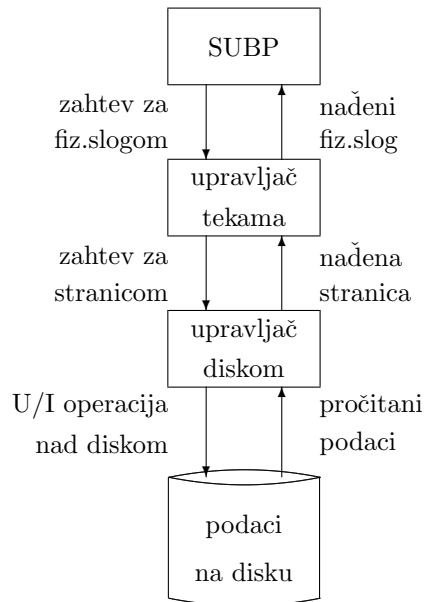 SUBP
zahtev za
fiz.slogom
nađeni
fiz.slog
upravljač
tekama
zahtev za
stranicom
nađena
stranica
upravljač
diskom
U/I operacija
nad diskom
pročitani
podaci
podaci
na disku